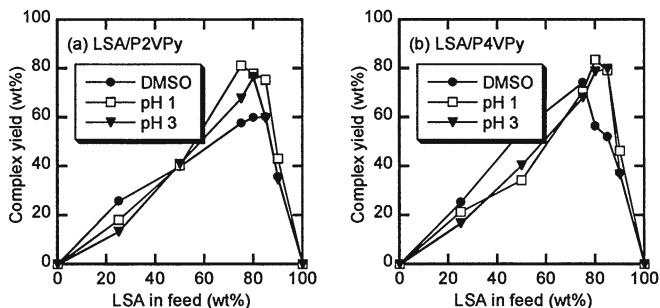 (a) LSA/P2VPy
DMSO
pH 1
pH 3
Complex yield (wt%)
100
80
60
40
20
0
0 20 40 60 80 100
LSA in feed (wt%)
(b) LSA/P4VPy
DMSO
pH 1
pH 3
Complex yield (wt%)
100
80
60
40
20
0
0 20 40 60 80 100
LSA in feed (wt%)